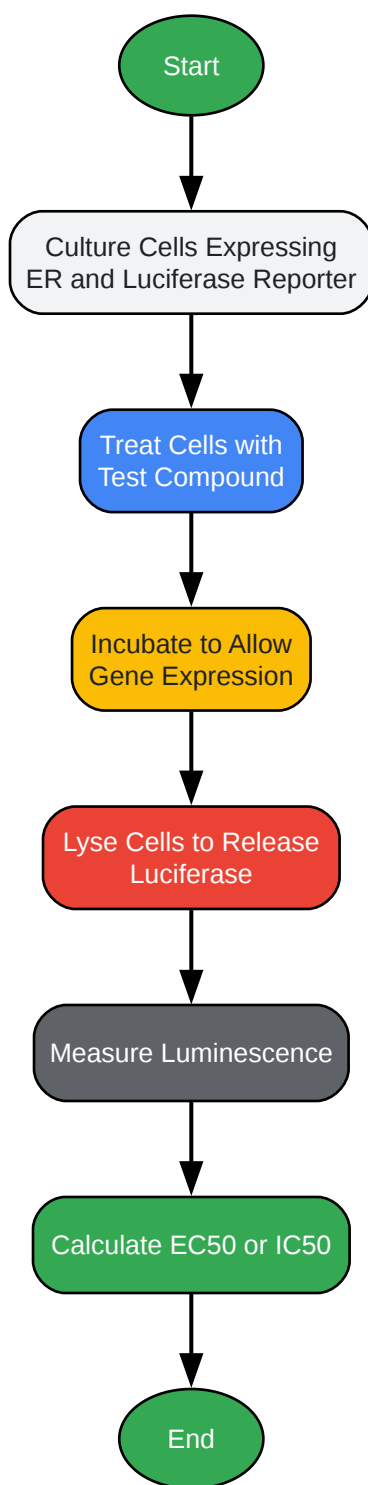 Start
Culture Cells Expressing
ER and Luciferase Reporter
Treat Cells with
Test Compound
Incubate to Allow
Gene Expression
Lyse Cells to Release
Luciferase
Measure Luminescence
Calculate EC50 or IC50
End